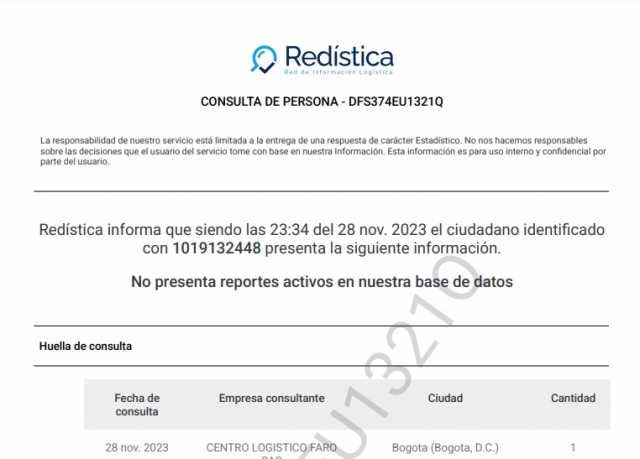 Redística
Red de Información Logística
CONSULTA DE PERSONA - DFS374EU1321Q
La responsabilidad de nuestro servicio está limitada a la entrega de una respuesta de carácter Estadístico. No nos hacemos responsables
sobre las decisiones que el usuario del servicio tome con base en nuestra Información. Esta información es para uso interno y confidencial por
parte del usuario.
Redística informa que siendo las 23:34 del 28 nov. 2023 el ciudadano identificado
con 1019132448 presenta la siguiente información.
No presenta reportes activos en nuestra base de datos
Huella de consulta
Fecha de consulta Empresa consultante Ciudad Cantidad
28 nov. 2023 CENTRO LOGISTICO FARO Bogota (Bogota, D.C.) 1
EU1321Q